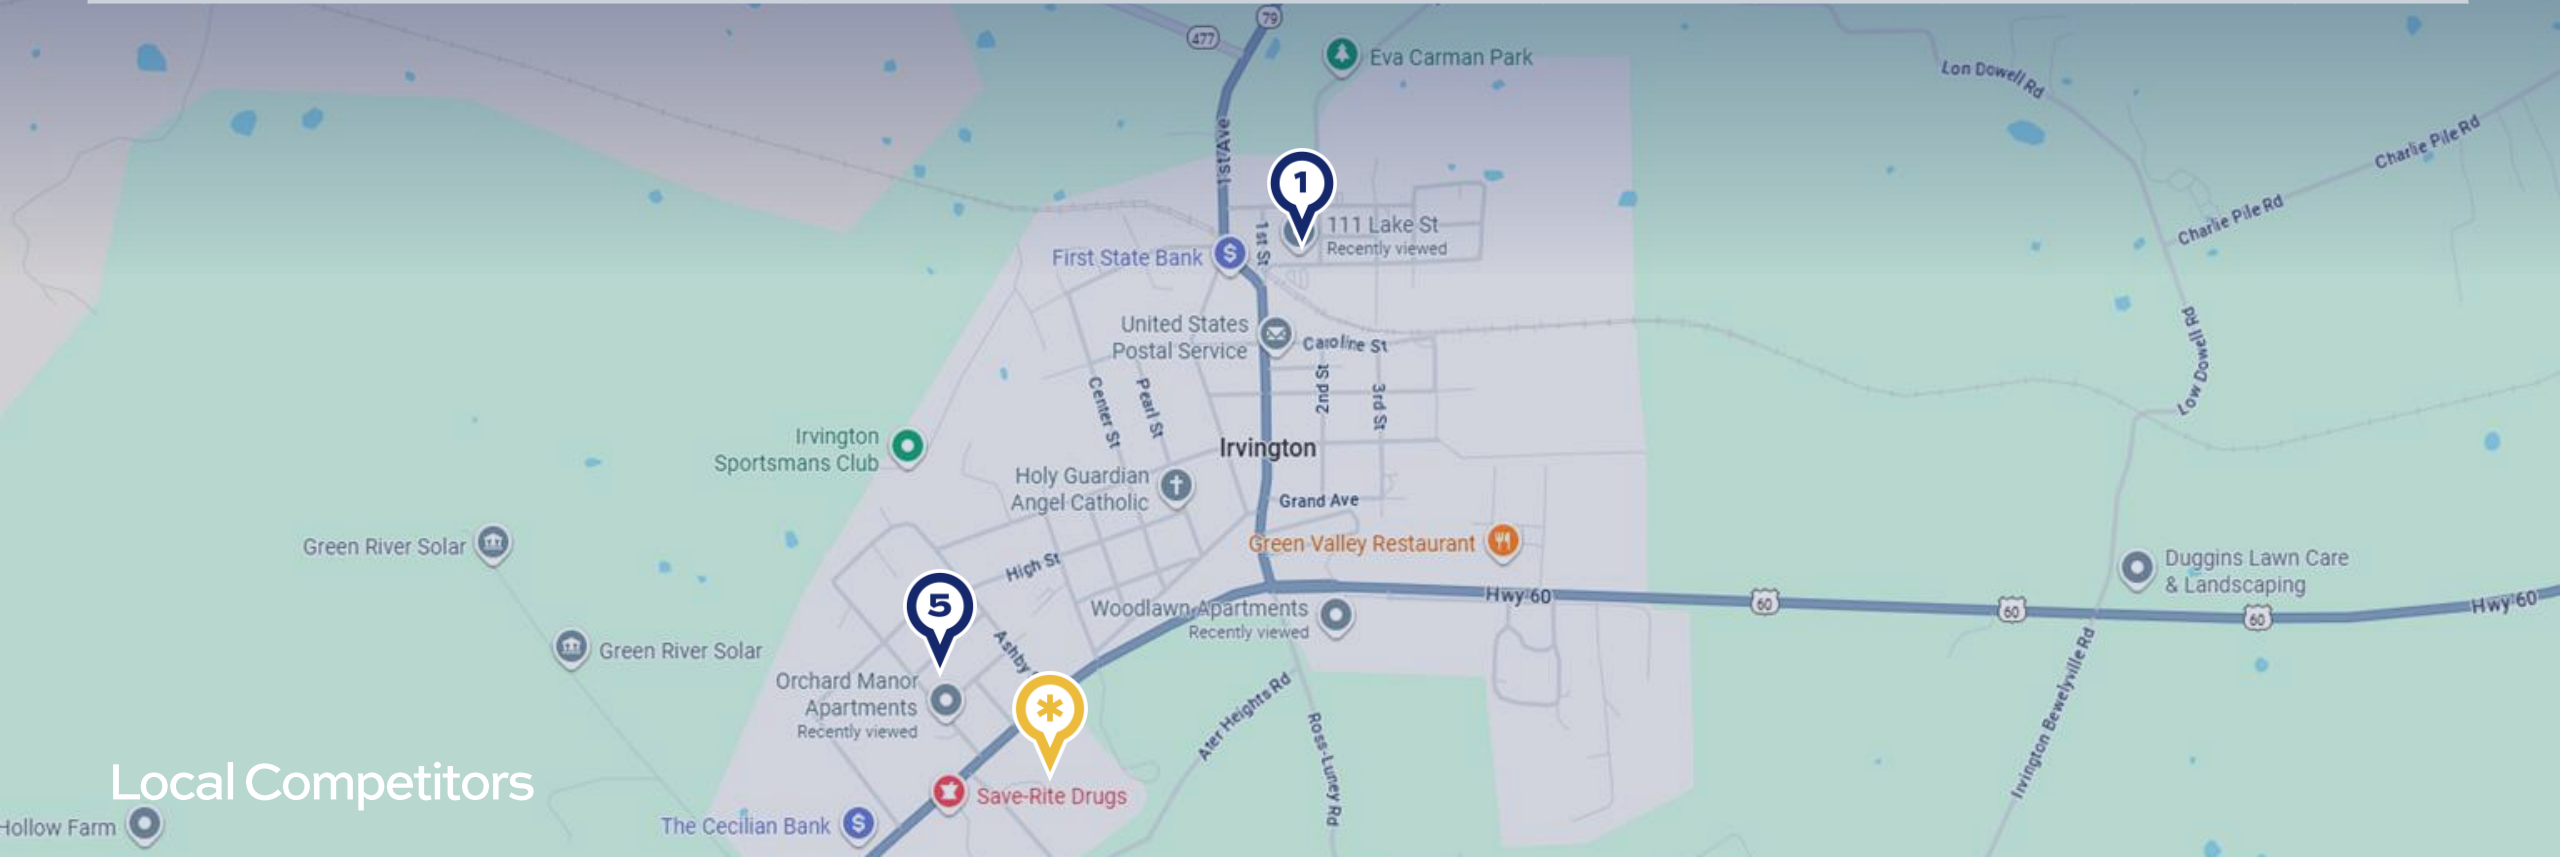 79
477
Eva Carman Park
Lon Dowell Rd
Charlie Pile Rd
1st Ave
1
111 Lake St
Recently viewed
Charlie Pile Rd
1st St
First State Bank
$
United States
Postal Service
Caroline St
Low Dowell Rd
Center St
Pearl St
2nd St
3rd St
Irvington
Sportsmans Club
Irvington
Holy Guardian
Angel Catholic
Grand Ave
Green River Solar
Green Valley Restaurant
High St
Duggins Lawn Care
& Landscaping
Hwy 60
60
60
60
Hwy 60
5
Woodlawn Apartments
Recently viewed
Green River Solar
Ashby
Irvington Bewelyville Rd
Orchard Manor
Apartments
Recently viewed
*
Ater Heights Rd
Ross-Luney Rd
Local Competitors
Save-Rite Drugs
Hollow Farm
The Cecilian Bank
$